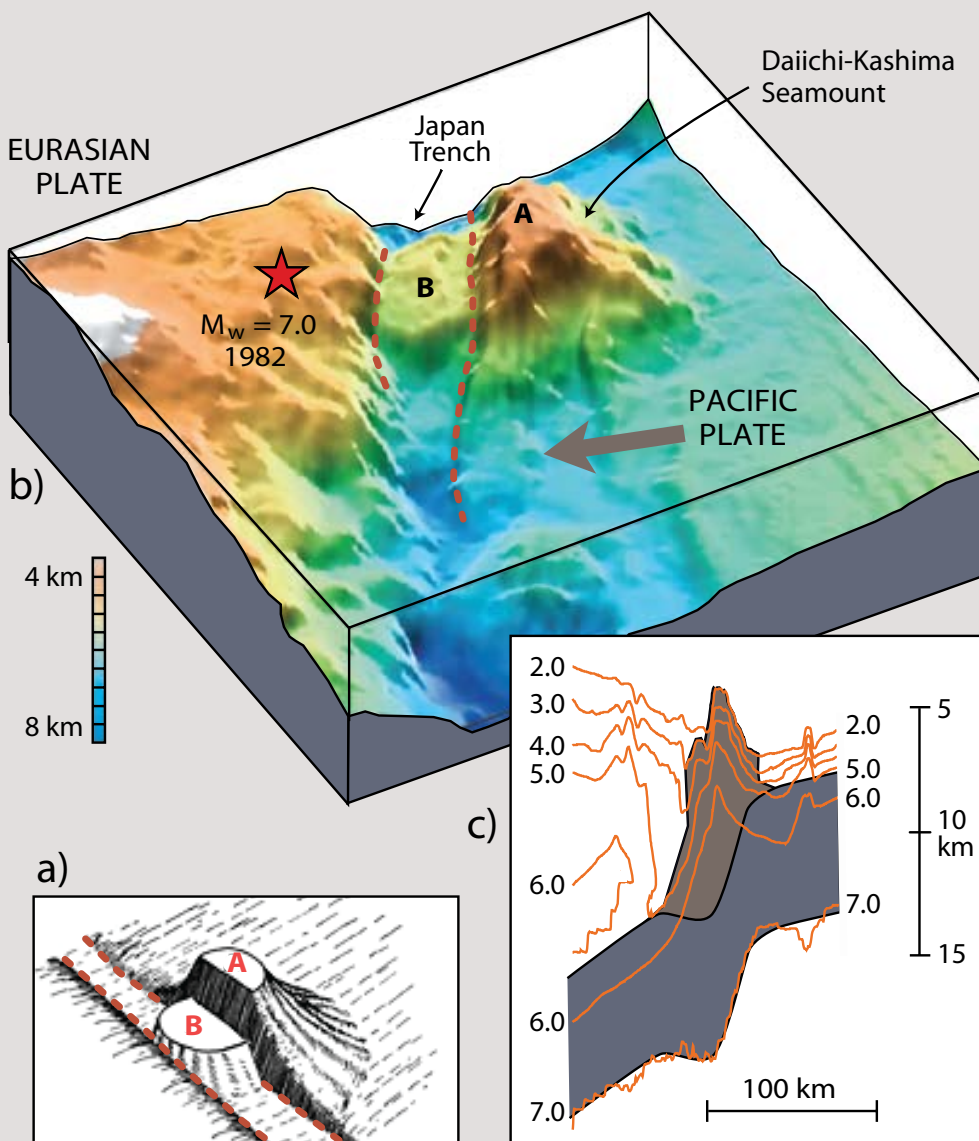 Daiichi-Kashima
Seamount
Japan
Trench
EURASIAN
PLATE
A
B
M_w = 7.0
1982
PACIFIC
PLATE
b)
4 km
8 km
a)
A
B
c)
2.0
3.0
4.0
5.0
6.0
6.0
7.0
2.0
5.0
6.0
7.0
5
10
km
15
100 km